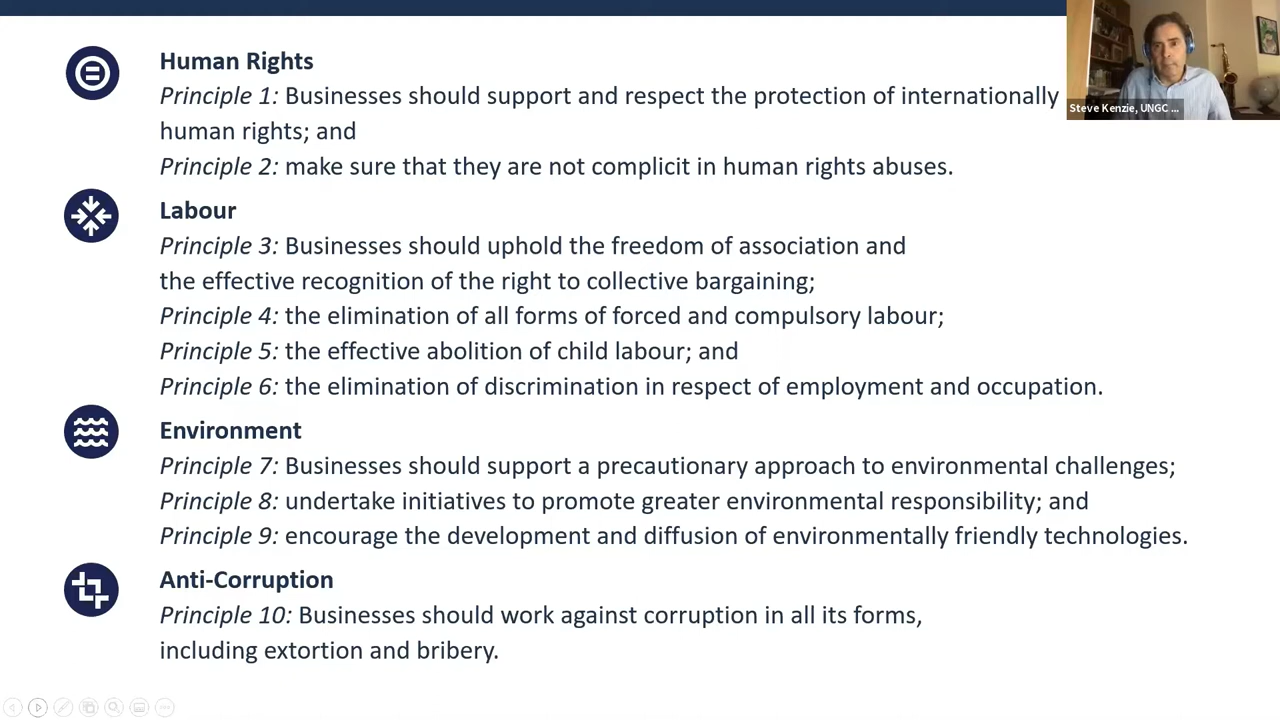 Human Rights
Principle 1: Businesses should support and respect the protection of internationally
human rights; and
Principle 2: make sure that they are not complicit in human rights abuses.
Labour
Principle 3: Businesses should uphold the freedom of association and
the effective recognition of the right to collective bargaining;
Principle 4: the elimination of all forms of forced and compulsory labour;
Principle 5: the effective abolition of child labour; and
Principle 6: the elimination of discrimination in respect of employment and occupation.
Environment
Principle 7: Businesses should support a precautionary approach to environmental challenges;
Principle 8: undertake initiatives to promote greater environmental responsibility; and
Principle 9: encourage the development and diffusion of environmentally friendly technologies.
Anti-Corruption
Principle 10: Businesses should work against corruption in all its forms,
including extortion and bribery.
Steve Kenzie, UNGC ...